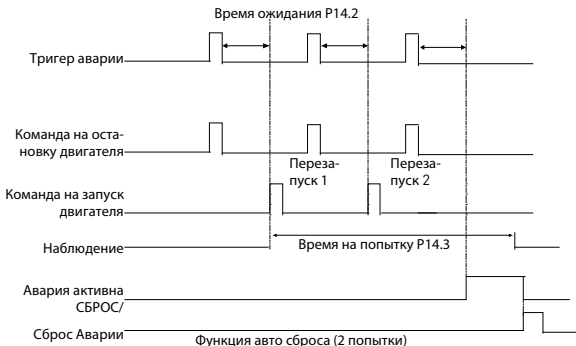 Время ожидания P14.2
Тригер аварии
Команда на оста-
новку двигателя
Переза-
пуск 1
Переза-
пуск 2
Команда на запуск
двигателя
Наблюдение
Время на попытку P14.3
Авария активна
СБРОС/
Сброс Аварии
Функция авто сброса (2 попытки)